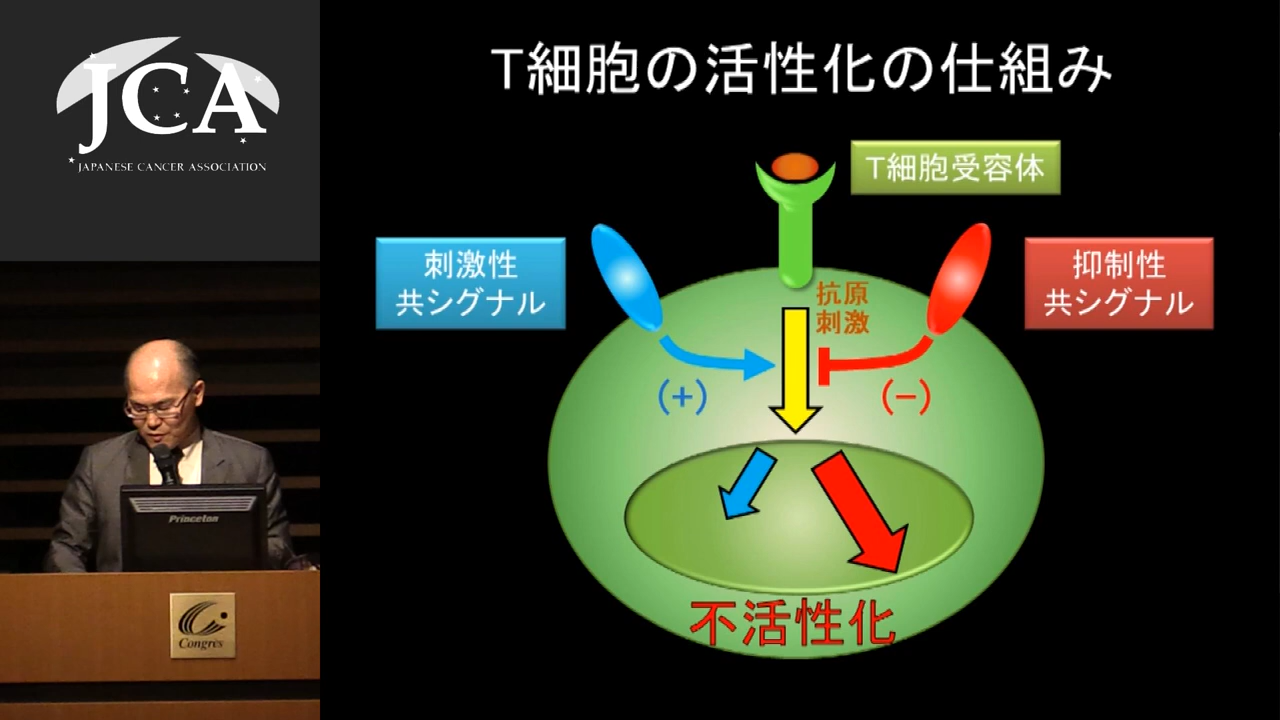 JCA
JAPANESE CANCER ASSOCIATION
T細胞の活性化の仕組み
T細胞受容体
刺激性
共シグナル
抑制性
共シグナル
抗原
刺激
(+)
(−)
不活性化
Princeton
Congrès